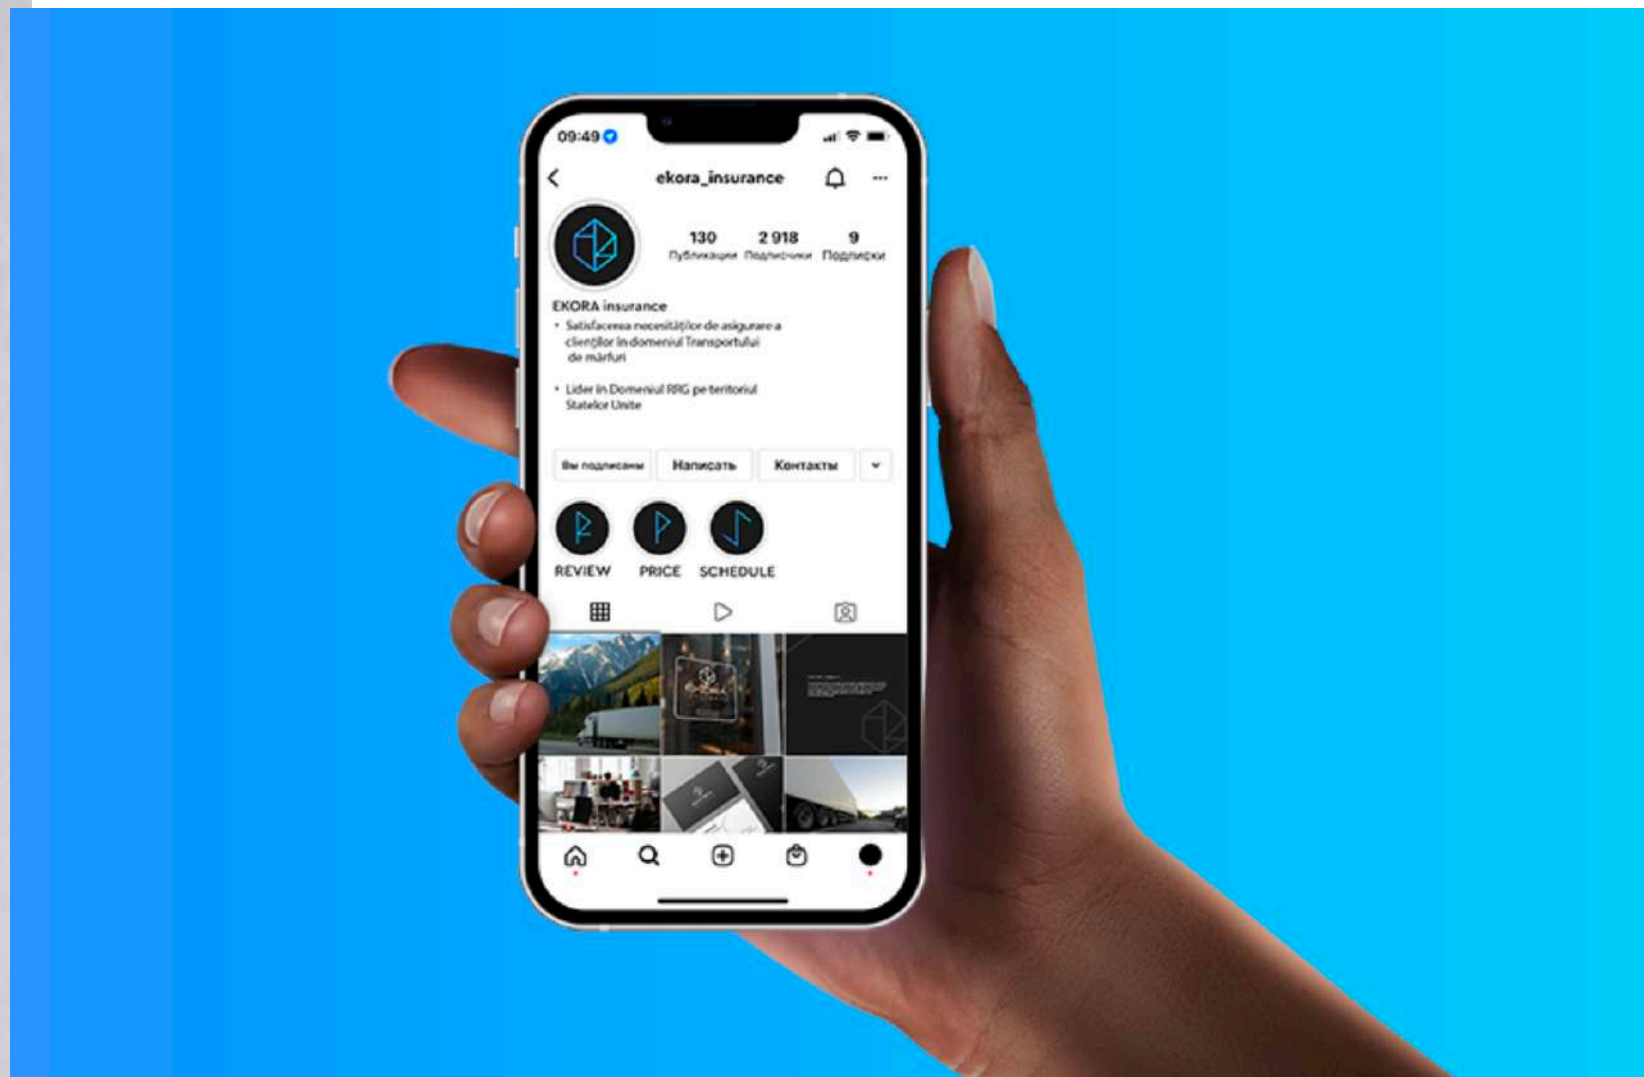 09:49
ekora_insurance
130 2 918 9
Публикации Подписчики Подписки
EKORA insurance
• Satisfacerea necesităților de asigurare a
clienților în domeniul Transportului
de mărfuri
• Lider în Domeniul RRG pe teritoriul
Statelor Unite
Вы подписаны Написать Контакты
REVIEW PRICE SCHEDULE
EKORA